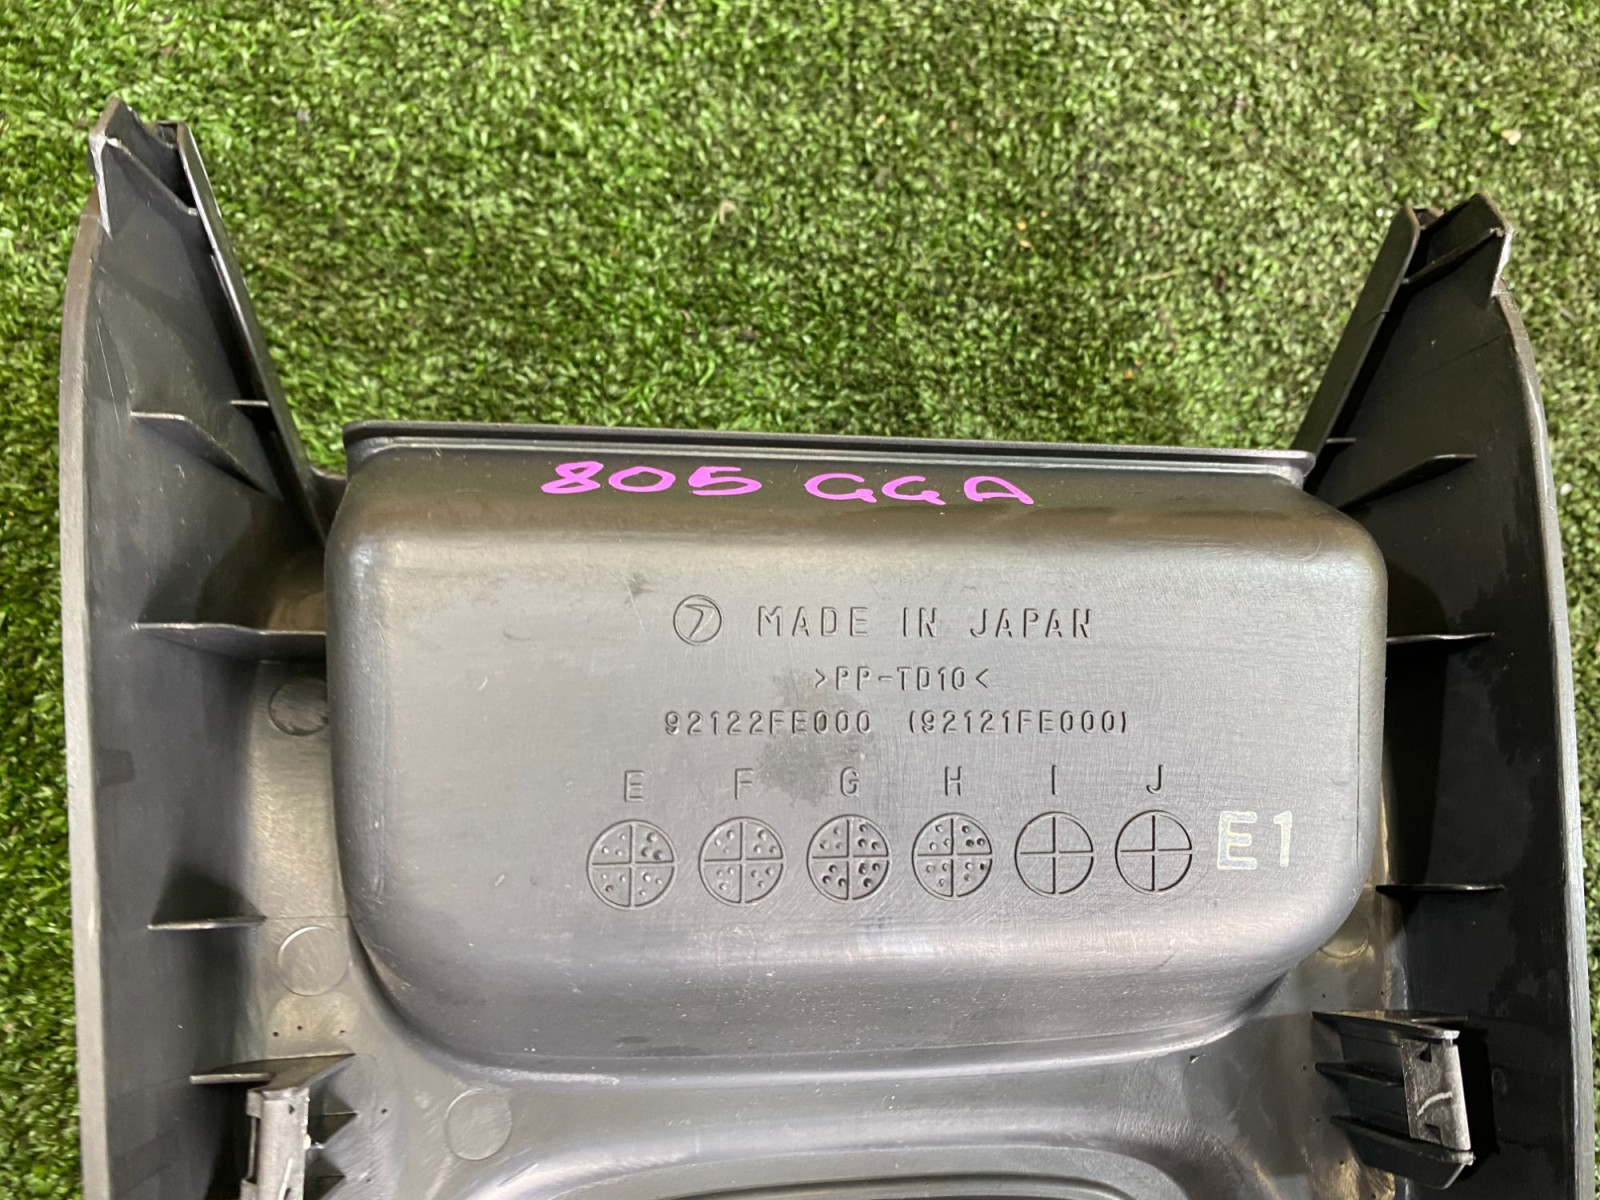 805 GGA
MADE IN JAPAN
>PP-TD10<
92122FE000 (92121FE000)
E F G H I J
E1